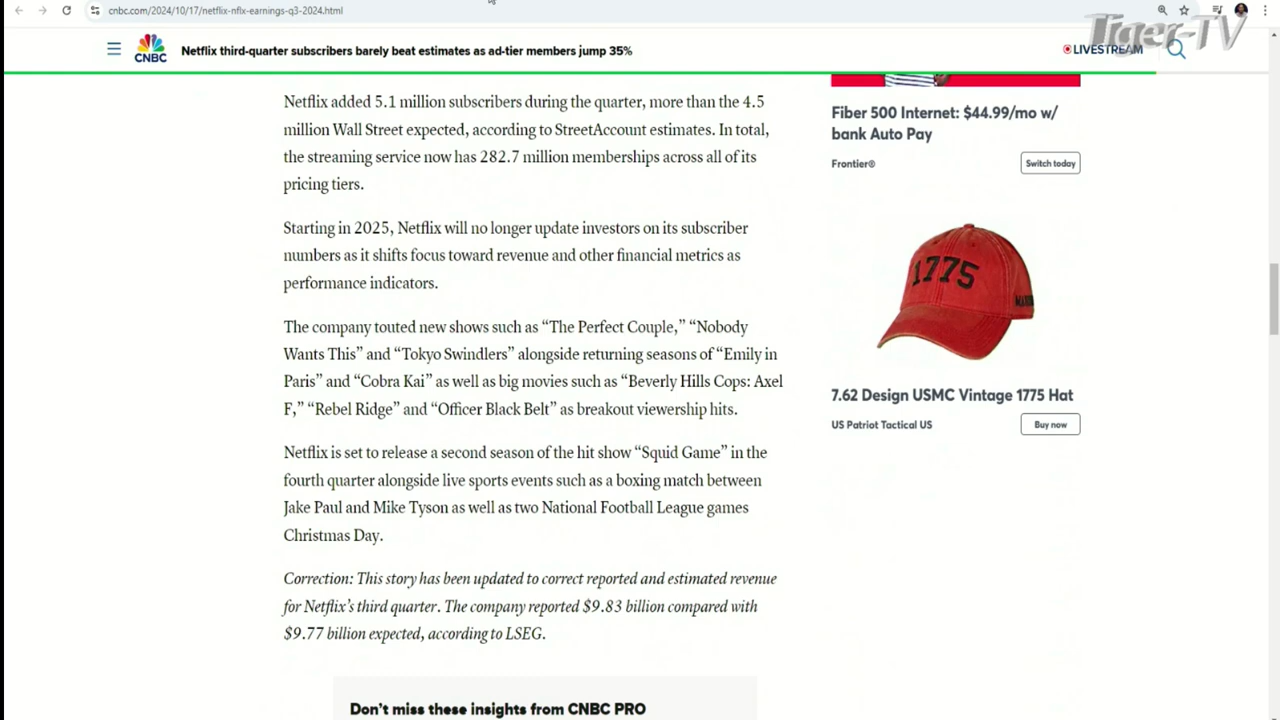 cnbc.com/2024/10/17/netflix-nflx-earnings-q3-2024.html
Tiger-TV
CNBC
Netflix third-quarter subscribers barely beat estimates as ad-tier members jump 35%
LIVESTREAM
Netflix added 5.1 million subscribers during the quarter, more than the 4.5
million Wall Street expected, according to StreetAccount estimates. In total,
the streaming service now has 282.7 million memberships across all of its
pricing tiers.
Starting in 2025, Netflix will no longer update investors on its subscriber
numbers as it shifts focus toward revenue and other financial metrics as
performance indicators.
The company touted new shows such as “The Perfect Couple,” “Nobody
Wants This” and “Tokyo Swindlers” alongside returning seasons of “Emily in
Paris” and “Cobra Kai” as well as big movies such as “Beverly Hills Cops: Axel
F,” “Rebel Ridge” and “Officer Black Belt” as breakout viewership hits.
Netflix is set to release a second season of the hit show “Squid Game” in the
fourth quarter alongside live sports events such as a boxing match between
Jake Paul and Mike Tyson as well as two National Football League games
Christmas Day.
Correction: This story has been updated to correct reported and estimated revenue
for Netflix’s third quarter. The company reported $9.83 billion compared with
$9.77 billion expected, according to LSEG.
Don’t miss these insights from CNBC PRO
Fiber 500 Internet: $44.99/mo w/
bank Auto Pay
Frontier®
Switch today
1775
7.62 Design USMC Vintage 1775 Hat
US Patriot Tactical US
Buy now